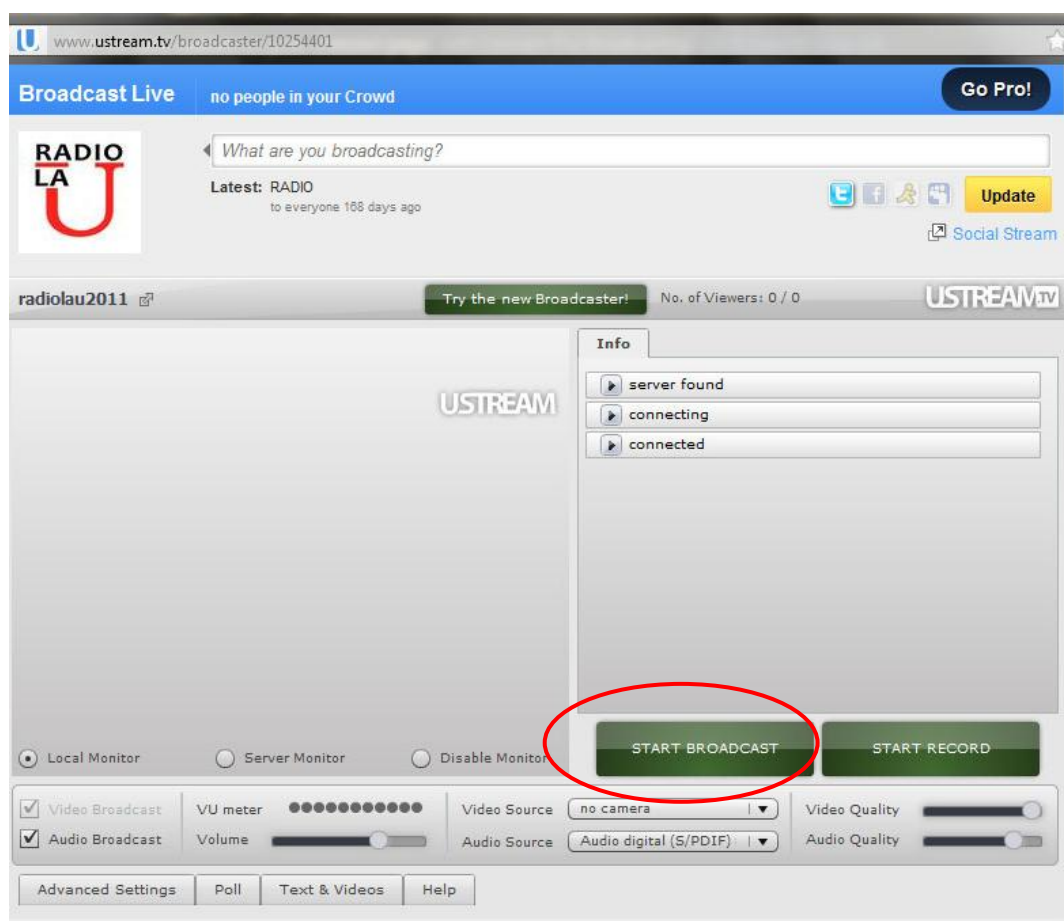 www.ustream.tv/broadcaster/10254401
Broadcast Live
no people in your Crowd
Go Pro!
RADIO
LA
U
What are you broadcasting?
Latest: RADIO
to everyone 168 days ago
Update
Social Stream
radiolau2011
Try the new Broadcaster!
No. of Viewers: 0 / 0
USTREAM.TV
USTREAM
Info
server found
connecting
connected
Local Monitor
Server Monitor
Disable Monitor
START BROADCAST
START RECORD
Video Broadcast
VU meter
Video Source
no camera
Video Quality
Audio Broadcast
Volume
Audio Source
Audio digital (S/PDIF)
Audio Quality
Advanced Settings
Poll
Text & Videos
Help